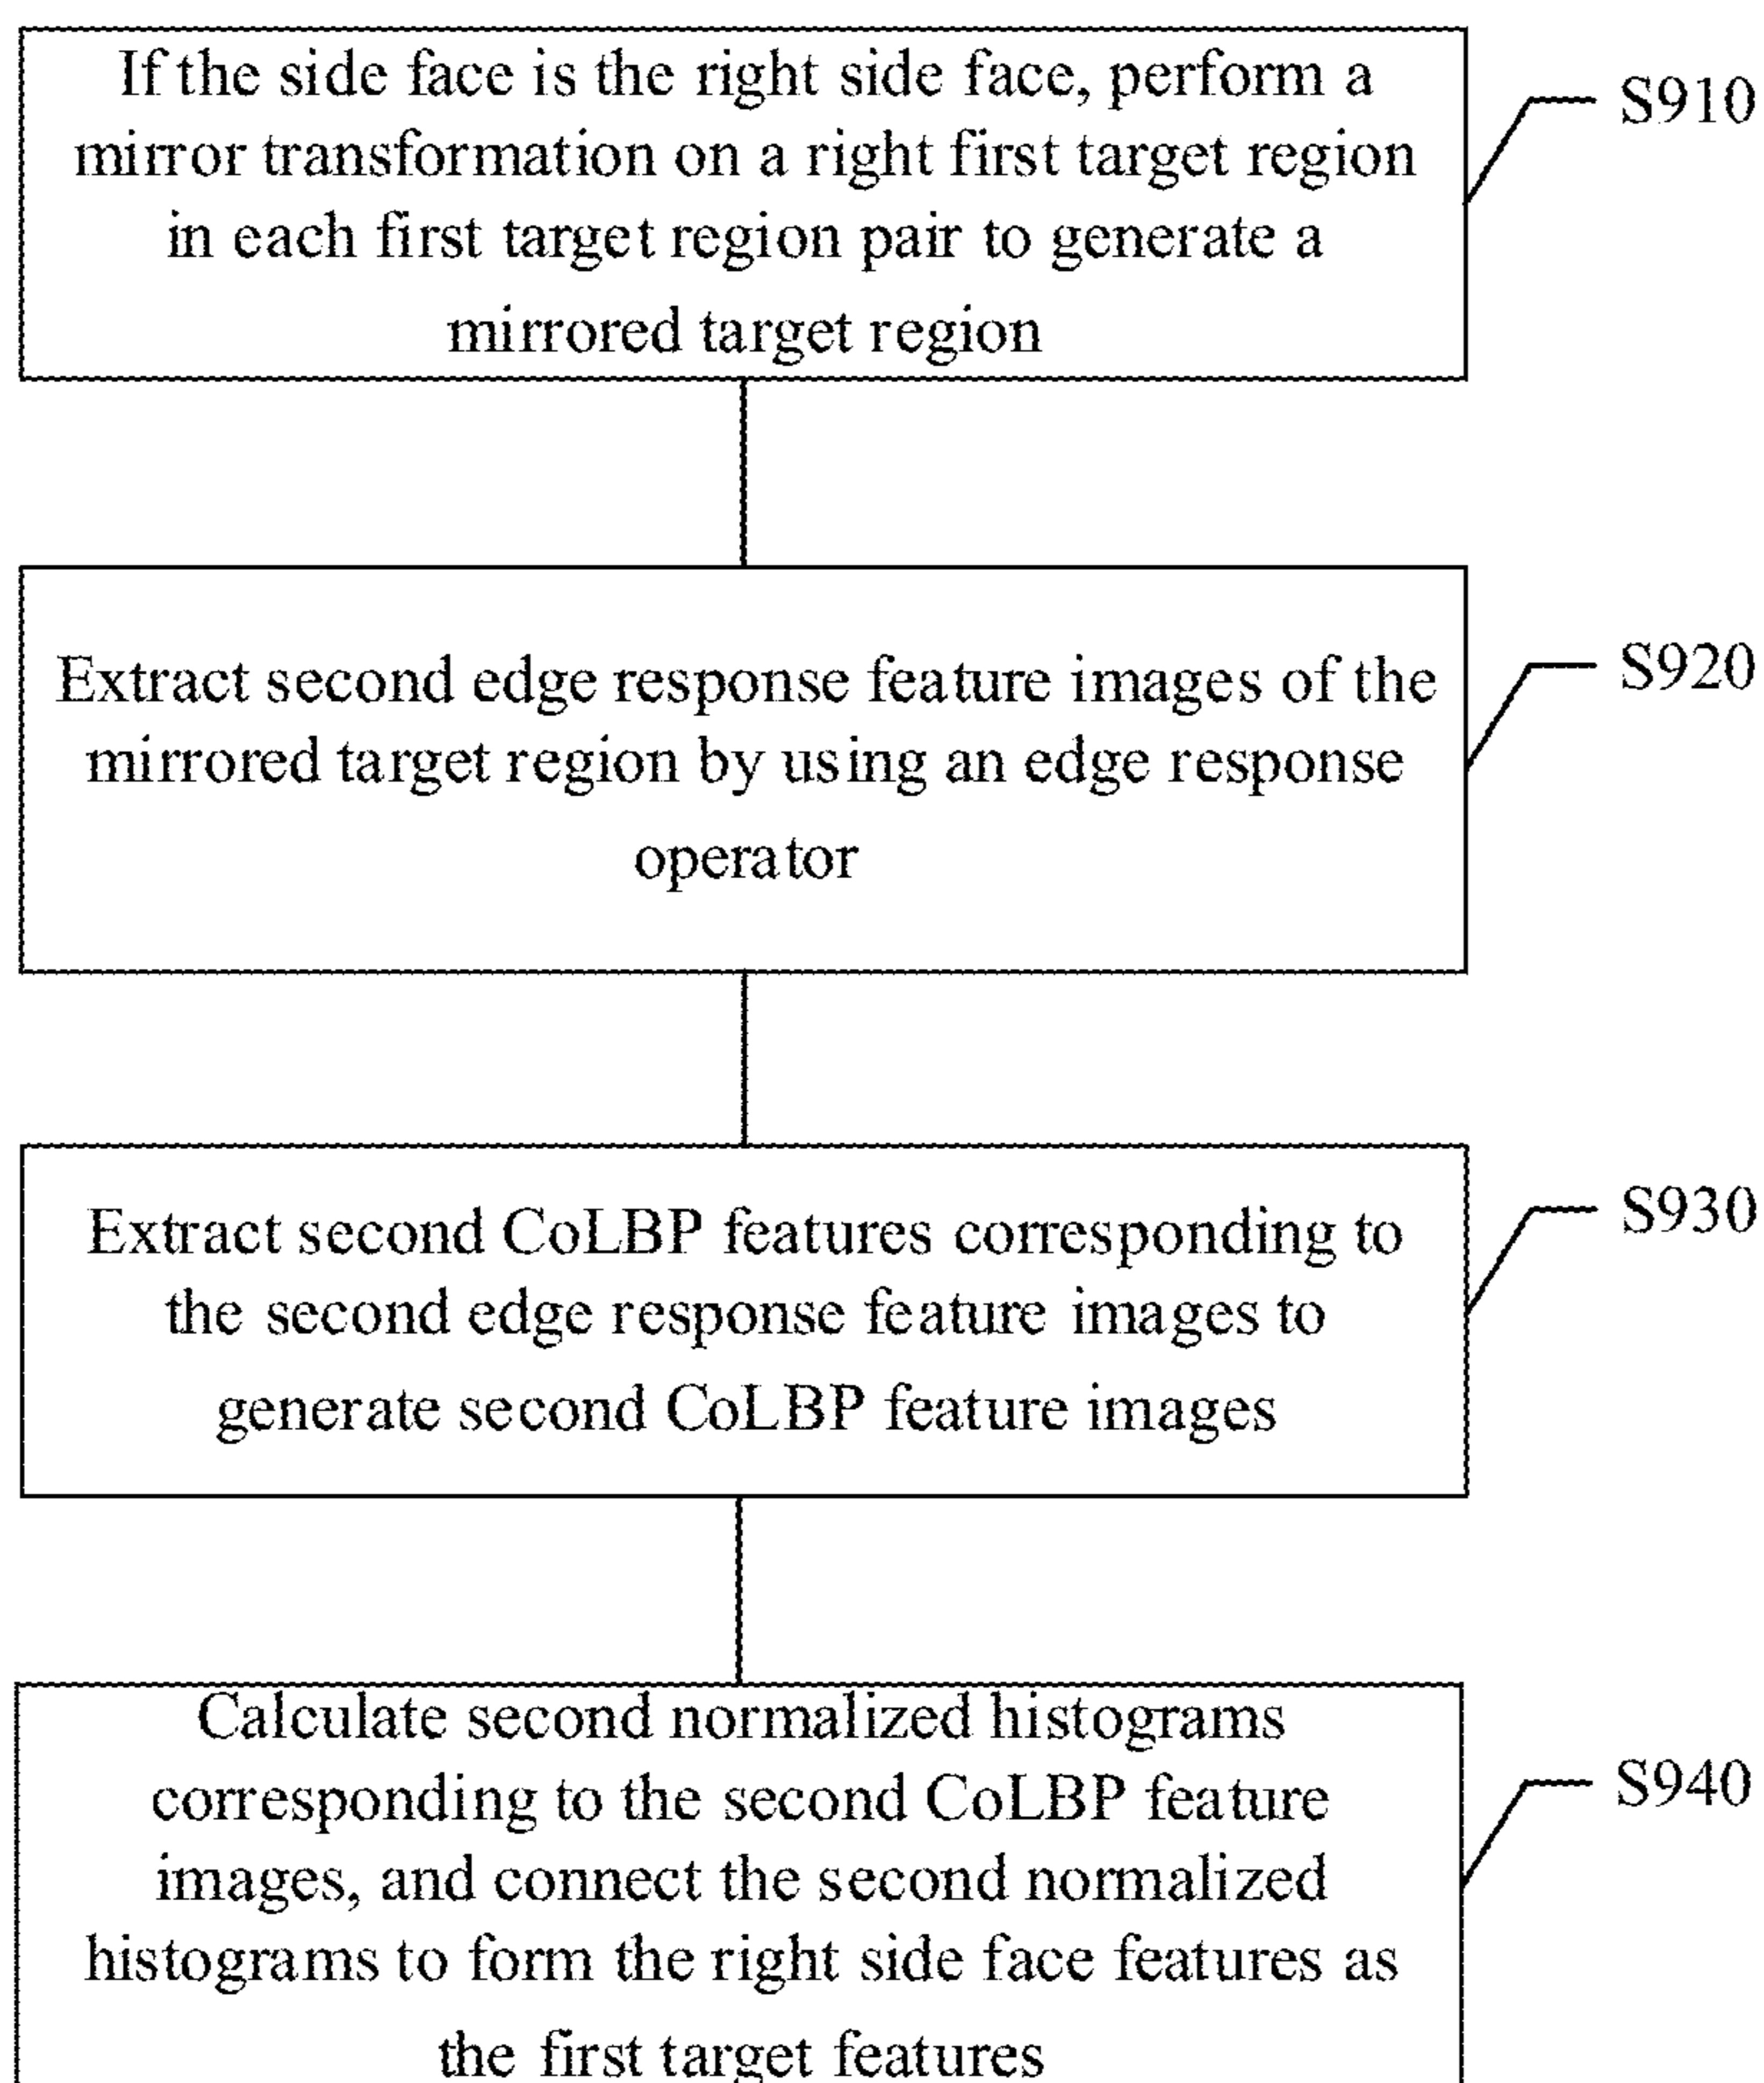 If the side face is the right side face, perform a
mirror transformation on a right first target region
in each first target region pair to generate a
mirrored target region
S910
Extract second edge response feature images of the
mirrored target region by using an edge response
operator
S920
Extract second CoLBP features corresponding to
the second edge response feature images to
generate second CoLBP feature images
S930
Calculate second normalized histograms
corresponding to the second CoLBP feature
images, and connect the second normalized
histograms to form the right side face features as
the first target features
S940